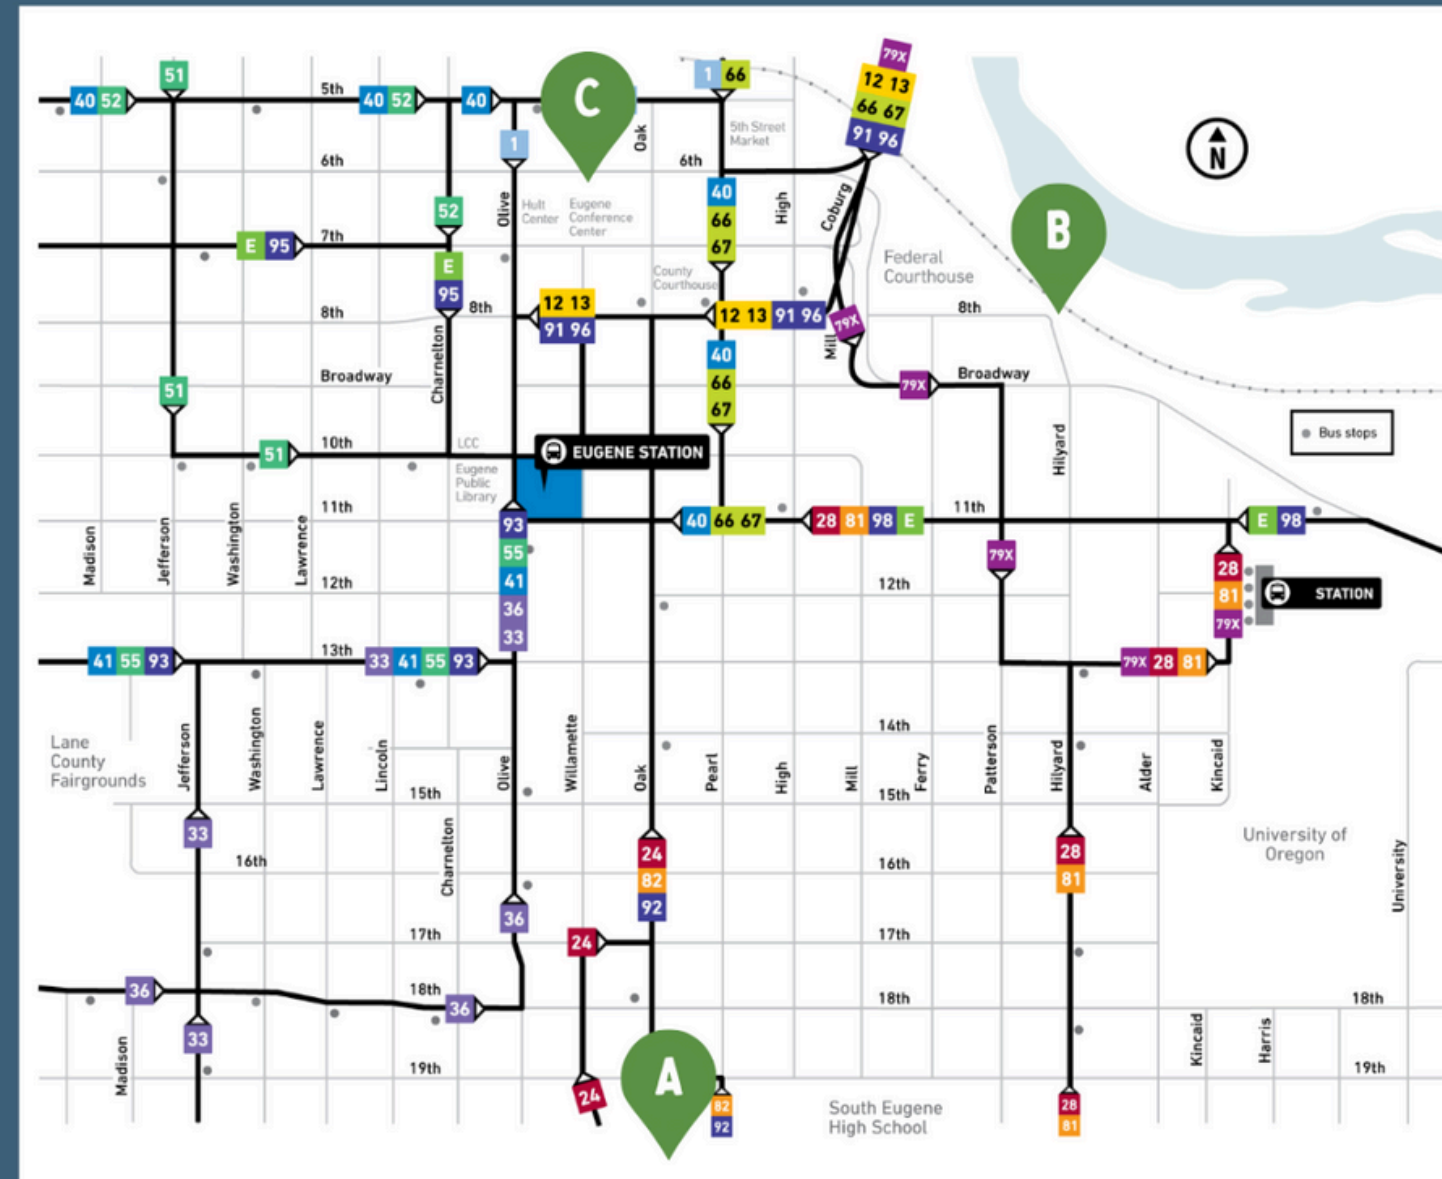 79X
51
1 66
12 13
40 52
5th
40 52
40
C
66 67
5th Street
Market
91 96
Oak
1
N
6th
6th
40
66
67
High
Coburg
52
Olive
Hult
Center
Eugene
Conference
Center
B
E 95
7th
E
95
County
Courthouse
Federal
Courthouse
8th
8th
12 13
91 96
12 13 91 96
79X
8th
Mill
40
66
67
Charnelton
Broadway
51
79X
Broadway
51
10th
LCC
EUGENE STATION
Hilyard
Bus stops
Eugene
Public
Library
11th
93
55
41
36
33
40 66 67
28 81 98 E
11th
E 98
Madison
Jefferson
Washington
Lawrence
79X
12th
12th
28
81
79X
STATION
41 55 93
13th
33 41 55 93
79X 28 81
Lane
County
Fairgrounds
Jefferson
Washington
Lawrence
Lincoln
Olive
Willamette
Oak
Pearl
High
Mill
Ferry
Patterson
Hilyard
Alder
Kincaid
14th
15th
15th
33
16th
Charnelton
24
82
92
16th
28
81
University of
Oregon
University
36
17th
24
17th
36
18th
36
18th
18th
33
Madison
19th
24
A
82
92
South Eugene
High School
28
81
Kincaid
Harris
19th